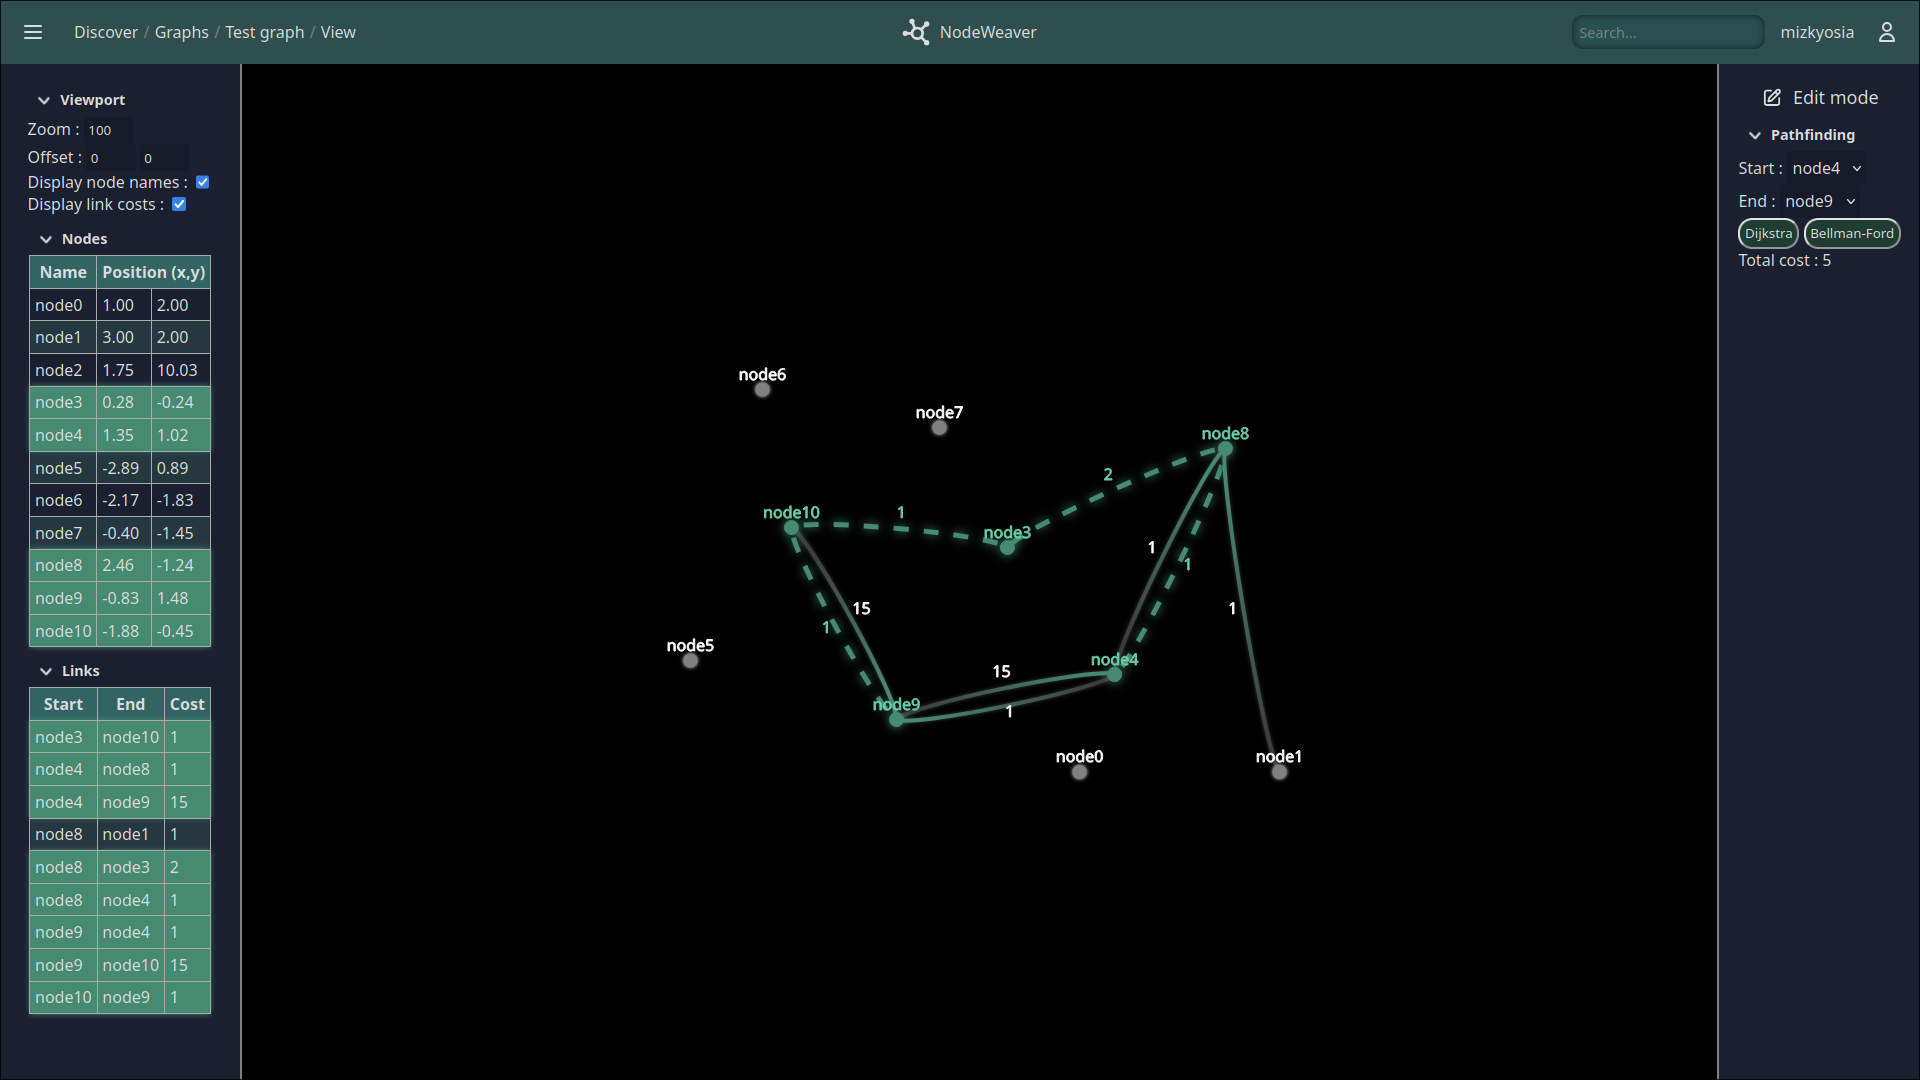 Discover / Graphs / Test graph / View
NodeWeaver
Search...
mizkyosia
Viewport
Zoom : 100
Offset : 0 0
Display node names :
Display link costs :
Nodes
Name Position (x,y)
node0 1.00 2.00
node1 3.00 2.00
node2 1.75 10.03
node3 0.28 -0.24
node4 1.35 1.02
node5 -2.89 0.89
node6 -2.17 -1.83
node7 -0.40 -1.45
node8 2.46 -1.24
node9 -0.83 1.48
node10 -1.88 -0.45
Links
Start End Cost
node3 node10 1
node4 node8 1
node4 node9 15
node8 node1 1
node8 node3 2
node8 node4 1
node9 node4 1
node9 node10 15
node10 node9 1
node6
node7
node8
2
node10
1
node3
1
1
15
1
1
node5
node4
15
node9
1
node0
node1
Edit mode
Pathfinding
Start : node4
End : node9
Dijkstra Bellman-Ford
Total cost : 5